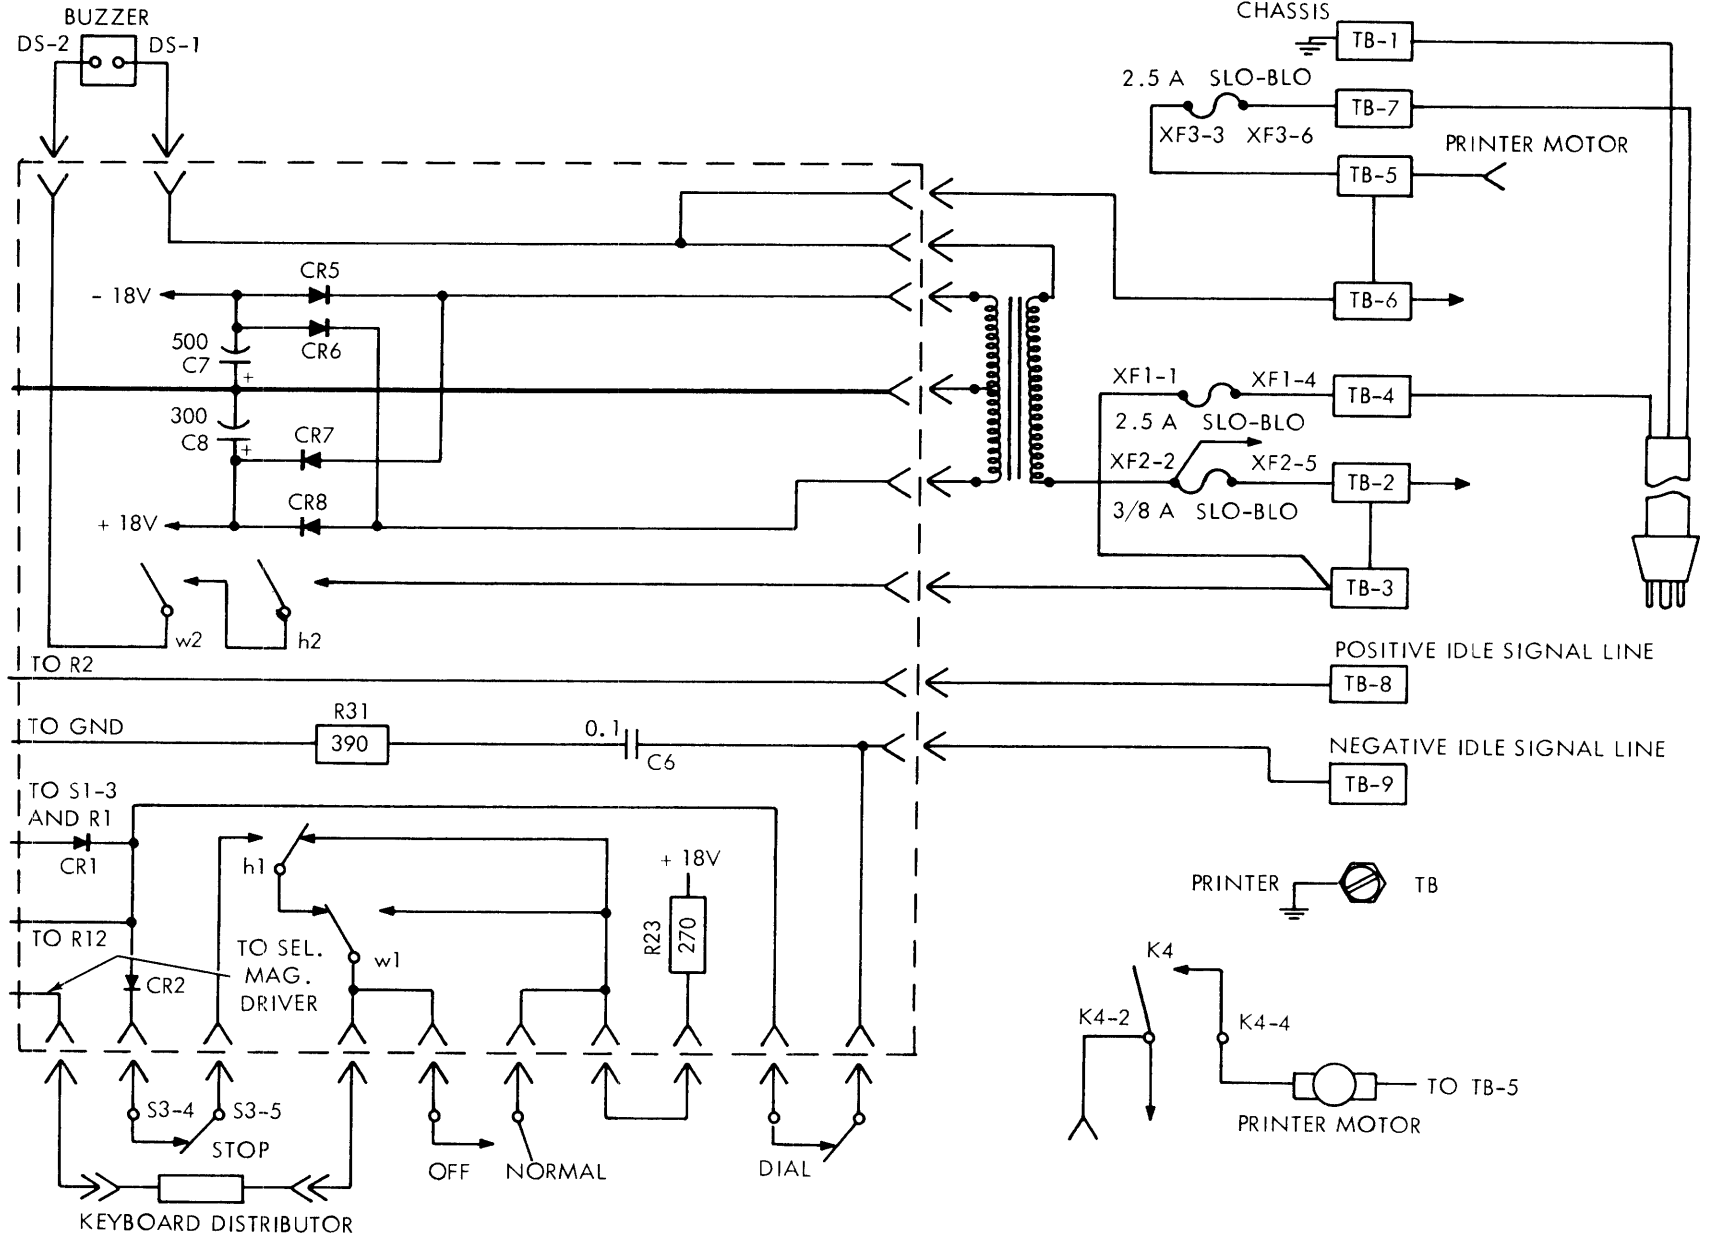 BUZZER
DS-2
DS-1
CHASSIS
TB-1
2.5 A SLO-BLO
TB-7
XF3-3 XF3-6
PRINTER MOTOR
TB-5
CR5
- 18V
TB-6
CR6
500
C7
+
XF1-1
XF1-4
TB-4
300
C8
+
CR7
2.5 A SLO-BLO
XF2-2
XF2-5
TB-2
CR8
+ 18V
3/8 A SLO-BLO
TB-3
w2
h2
TO R2
POSITIVE IDLE SIGNAL LINE
TB-8
R31
TO GND
390
0.1
C6
NEGATIVE IDLE SIGNAL LINE
TB-9
TO S1-3
AND R1
CR1
h1
+ 18V
PRINTER
TB
TO R12
R23
270
TO SEL.
MAG.
DRIVER
w1
CR2
K4
K4-2
K4-4
S3-4
S3-5
STOP
OFF
NORMAL
DIAL
TO TB-5
PRINTER MOTOR
KEYBOARD DISTRIBUTOR